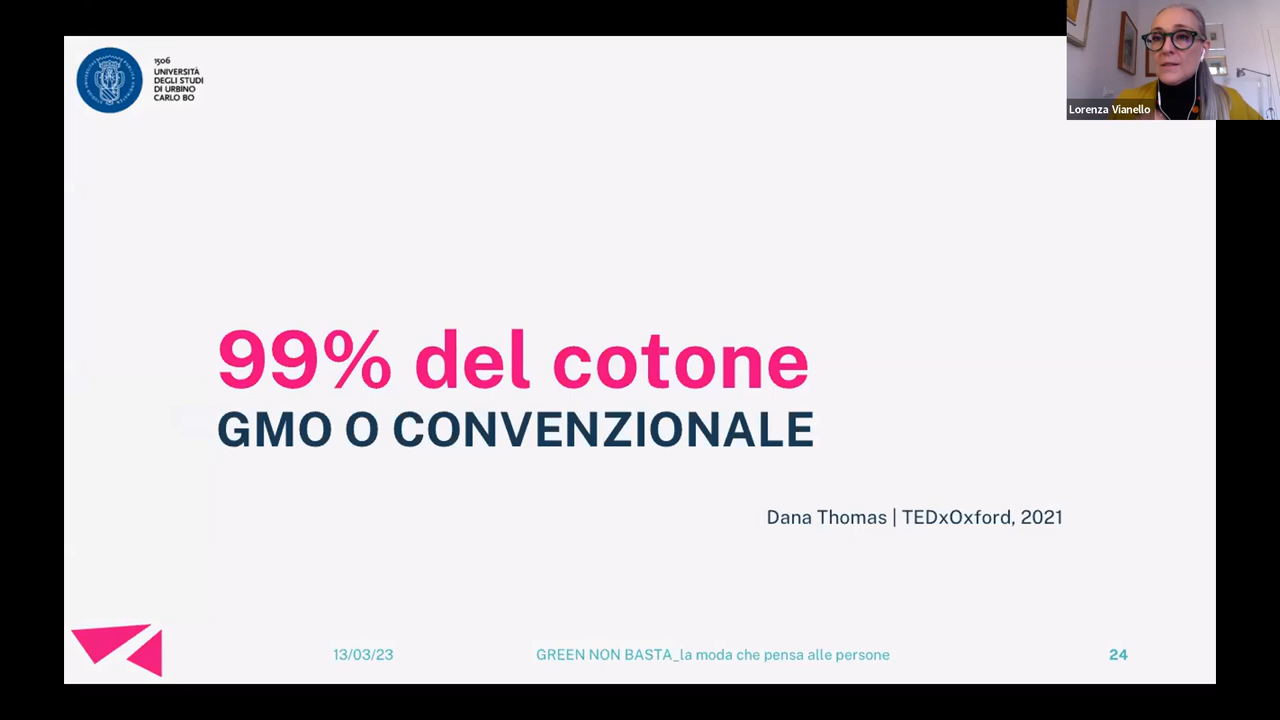 1506
UNIVERSITÀ
DEGLI STUDI
DI URBINO
CARLO BO
Lorenza Vianello
99% del cotone
GMO O CONVENZIONALE
Dana Thomas | TEDxOxford, 2021
13/03/23
GREEN NON BASTA_la moda che pensa alle persone
24